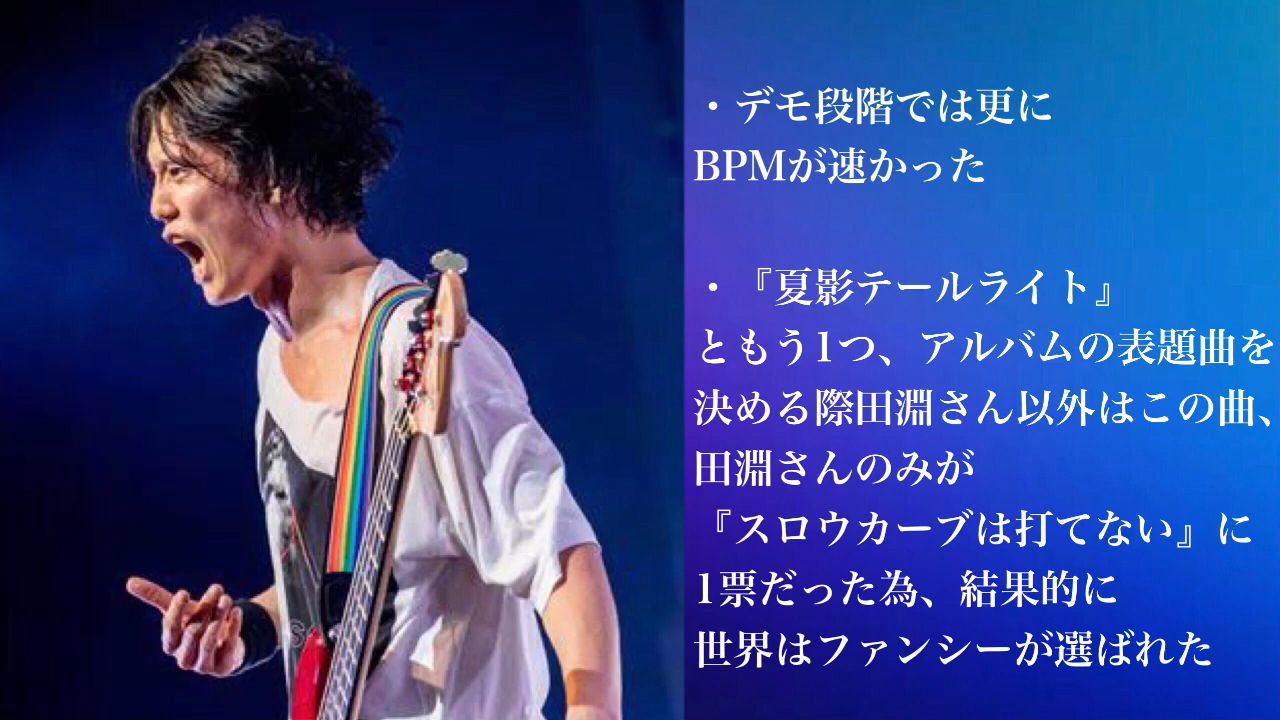 ・デモ段階では更に
BPMが速かった
・『夏影テールライト』
ともう1つ、アルバムの表題曲を
決める際田淵さん以外はこの曲、
田淵さんのみが
『スロウカーブは打てない』に
1票だった為、結果的に
世界はファンシーが選ばれた